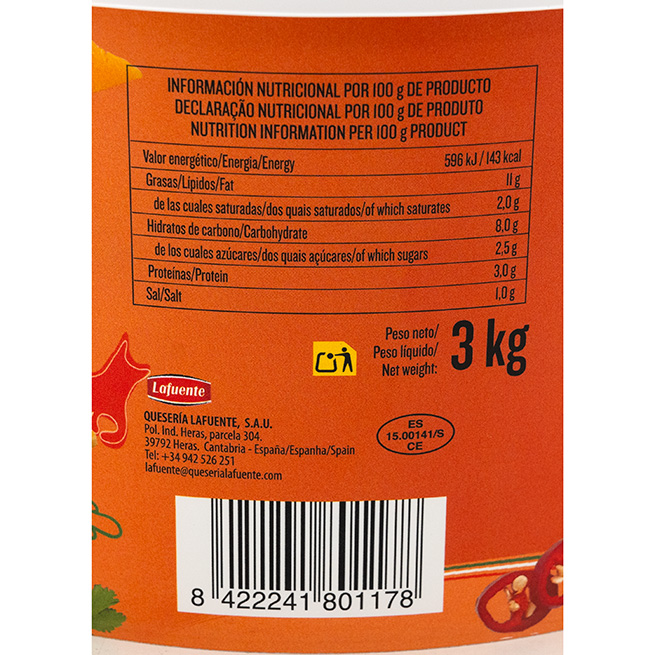 INFORMACIÓN NUTRICIONAL POR 100 g DE PRODUCTO
DECLARAÇÃO NUTRICIONAL POR 100 g DE PRODUTO
NUTRITION INFORMATION PER 100 g PRODUCT
Valor energético/Energia/Energy 596 kJ / 143 kcal
Grasas/Lípidos/Fat 11 g
de las cuales saturadas/dos quais saturados/of which saturates 2,0 g
Hidratos de carbono/Carbohydrate 8,0 g
de los cuales azúcares/dos quais açúcares/of which sugars 2,5 g
Proteínas/Protein 3,0 g
Sal/Salt 1,0 g
Peso neto/
Peso líquido/ 3 kg
Net weight:
Lafuente
QUESERÍA LAFUENTE, S.A.U.
Pol. Ind. Heras, parcela 304.
39792 Heras. Cantabria - España/Espanha/Spain
Tel: +34 942 526 251
lafuente@queserialafuente.com
ES
15.00141/S
CE
8 422241 801178